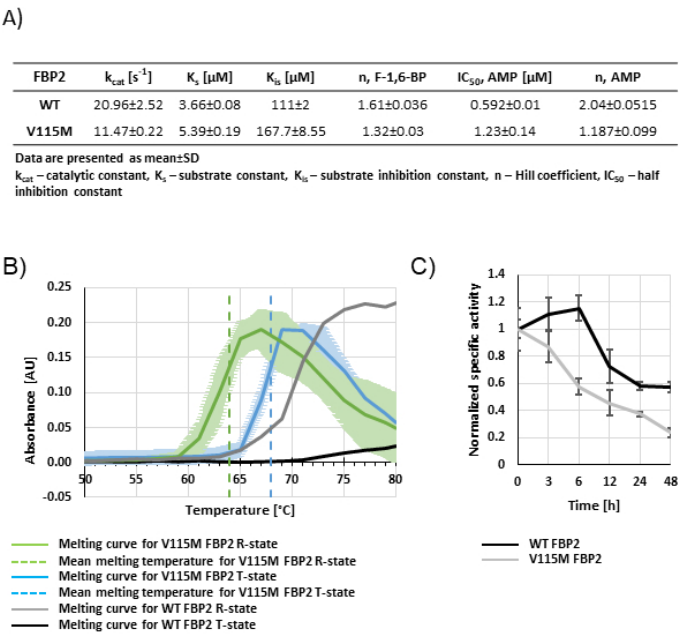 A)
FBP2 kcat [s-1] Ks [µM] Kis [µM] n, F-1,6-BP IC50, AMP [µM] n, AMP
WT 20.96±2.52 3.66±0.08 111±2 1.61±0.036 0.592±0.01 2.04±0.0515
V115M 11.47±0.22 5.39±0.19 167.7±8.55 1.32±0.03 1.23±0.14 1.187±0.099
Data are presented as mean±SD
kcat – catalytic constant, Ks – substrate constant, Kis – substrate inhibition constant, n – Hill coefficient, IC50 – half
inhibition constant
B)
Absorbance [AU]
0.25
0.20
0.15
0.10
0.05
0.00
-0.05
50 55 60 65 70 75 80
Temperature [°C]
Melting curve for V115M FBP2 R-state
Mean melting temperature for V115M FBP2 R-state
Melting curve for V115M FBP2 T-state
Mean melting temperature for V115M FBP2 T-state
Melting curve for WT FBP2 R-state
Melting curve for WT FBP2 T-state
C)
Normalized specific activity
1.4
1.2
1
0.8
0.6
0.4
0.2
0
0 3 6 12 24 48
Time [h]
WT FBP2
V115M FBP2